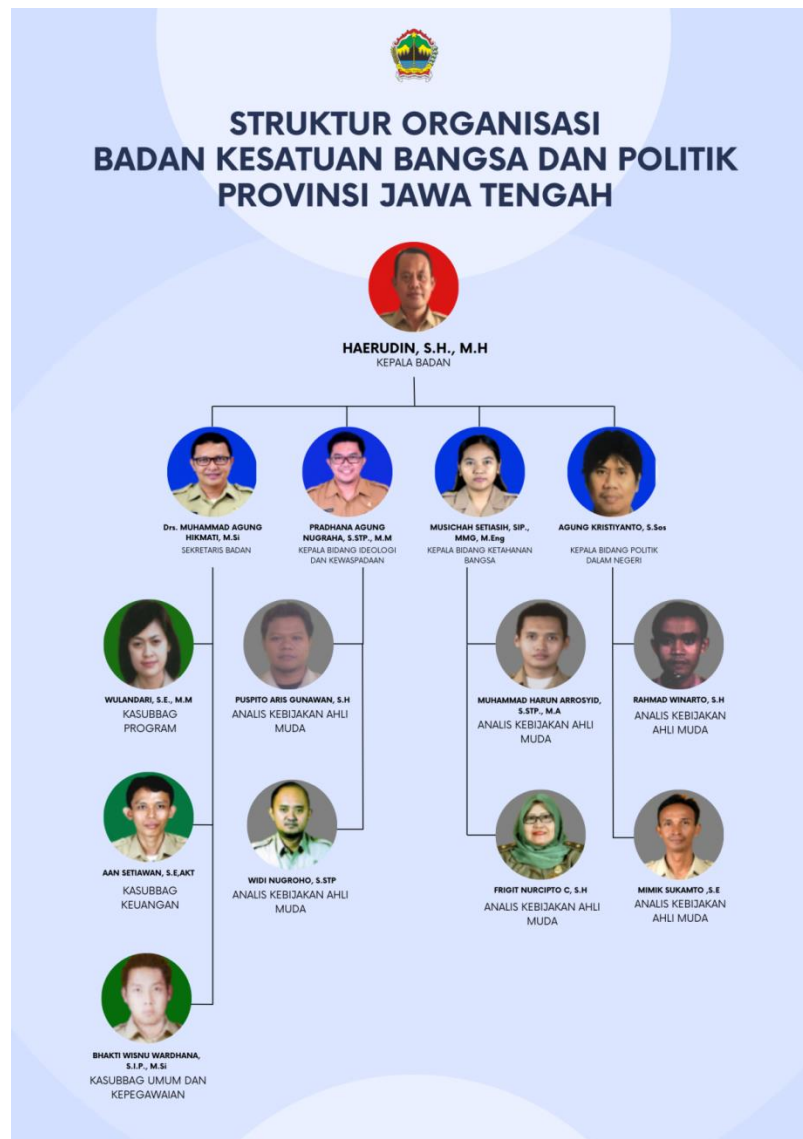 STRUKTUR ORGANISASI
BADAN KESATUAN BANGSA DAN POLITIK
PROVINSI JAWA TENGAH
HAERUDIN, S.H., M.H
KEPALA BADAN
Drs. MUHAMMAD AGUNG
HIKMATI, M.Si
SEKRETARIS BADAN
PRADHANA AGUNG
NUGRAHA, S.STP., M.M
KEPALA BIDANG IDEOLOGI
DAN KEWASPADAAN
MUSICHAH SETIASIH, SIP.,
MMG, M.Eng
KEPALA BIDANG KETAHANAN
BANGSA
AGUNG KRISTIYANTO, S.Sos
KEPALA BIDANG POLITIK
DALAM NEGERI
WULANDARI, S.E., M.M
KASUBBAG
PROGRAM
PUSPITO ARIS GUNAWAN, S.H
ANALIS KEBIJAKAN AHLI
MUDA
MUHAMMAD HARUN ARROSYID,
S.STP., M.A
ANALIS KEBIJAKAN AHLI
MUDA
RAHMAD WINARTO, S.H
ANALIS KEBIJAKAN
AHLI MUDA
AAN SETIAWAN, S.E,AKT
KASUBBAG
KEUANGAN
WIDI NUGROHO, S.STP
ANALIS KEBIJAKAN AHLI
MUDA
FRIGIT NURCIPTO C, S.H
ANALIS KEBIJAKAN AHLI
MUDA
MIMIK SUKAMTO ,S.E
ANALIS KEBIJAKAN
AHLI MUDA
BHAKTI WISNU WARDHANA,
S.I.P., M.Si
KASUBBAG UMUM DAN
KEPEGAWAIAN